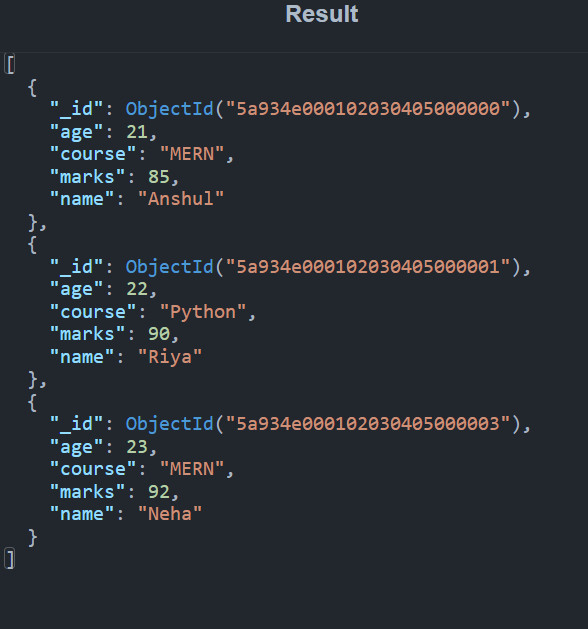 Result
[
  {
    "_id": ObjectId("5a934e000102030405000000"),
    "age": 21,
    "course": "MERN",
    "marks": 85,
    "name": "Anshul"
  },
  {
    "_id": ObjectId("5a934e000102030405000001"),
    "age": 22,
    "course": "Python",
    "marks": 90,
    "name": "Riya"
  },
  {
    "_id": ObjectId("5a934e000102030405000003"),
    "age": 23,
    "course": "MERN",
    "marks": 92,
    "name": "Neha"
  }
]